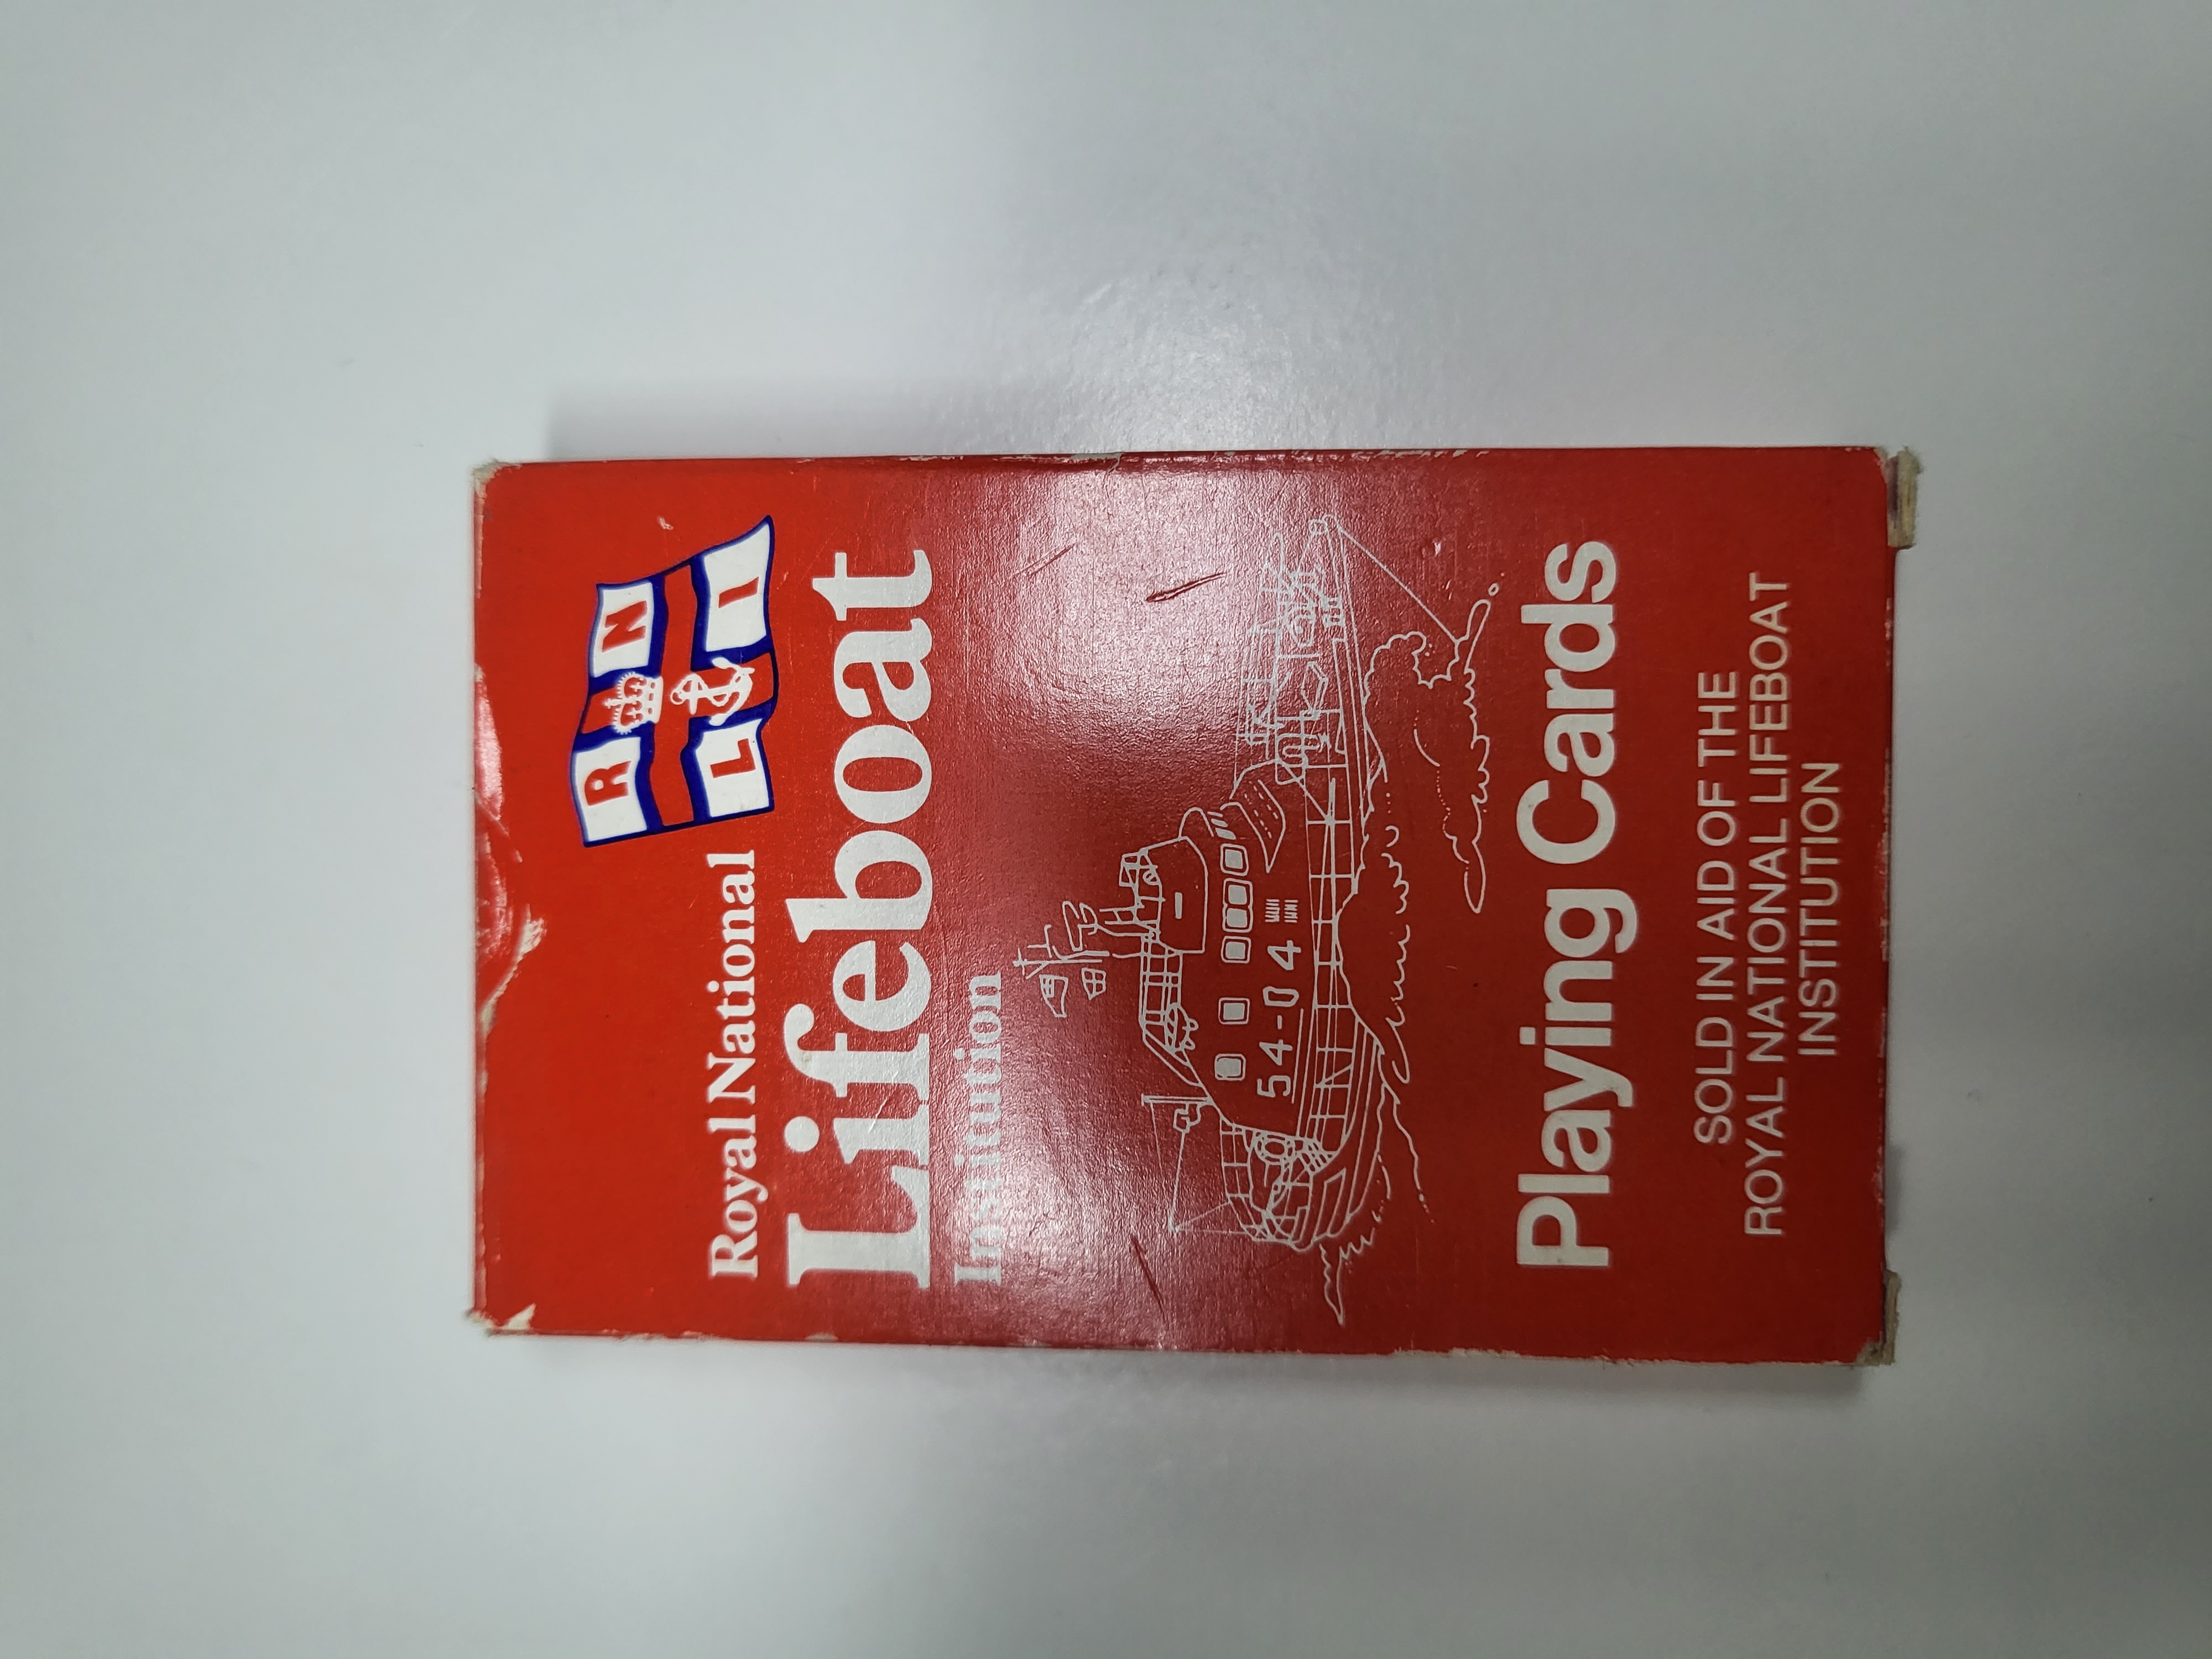 R N
L I
Royal National
Lifeboat
Institution
54-04
Playing Cards
SOLD IN AID OF THE
ROYAL NATIONAL LIFEBOAT
INSTITUTION